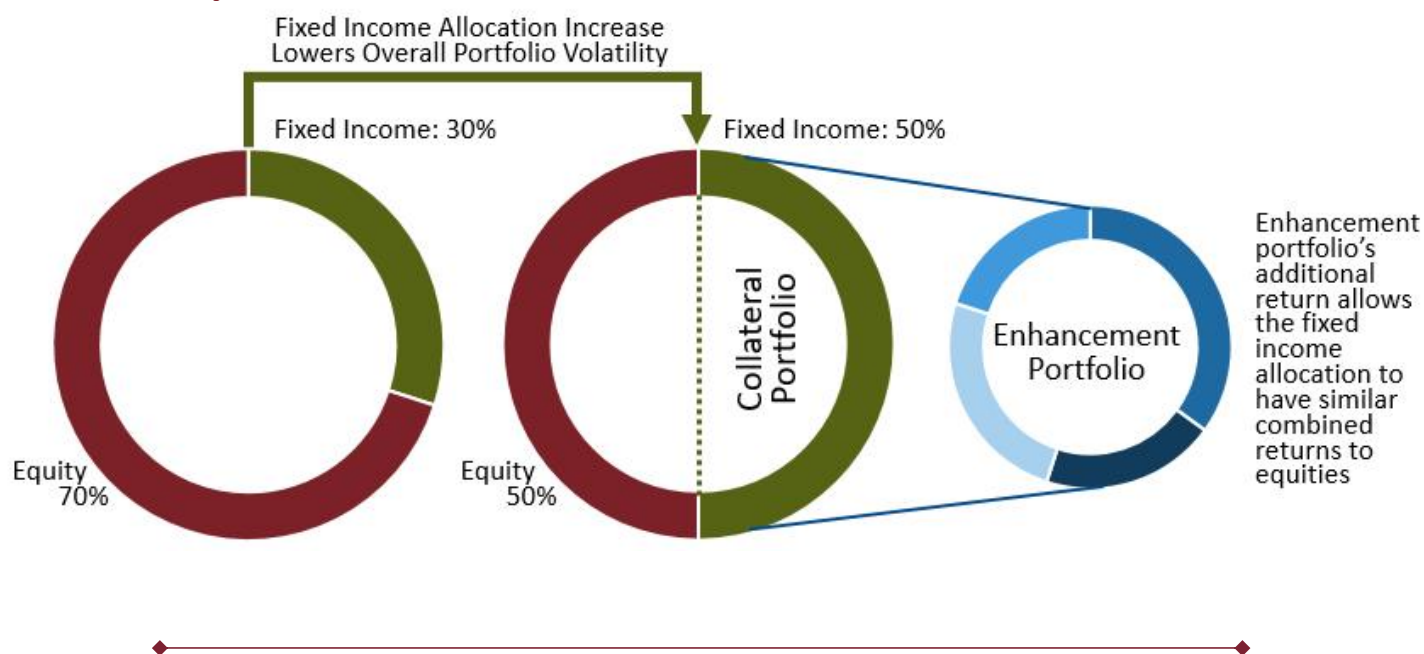 Fixed Income Allocation Increase
Lowers Overall Portfolio Volatility
Fixed Income: 30%
Fixed Income: 50%
Equity
70%
Equity
50%
Collateral
Portfolio
Enhancement
Portfolio
Enhancement
portfolio’s
additional
return allows
the fixed
income
allocation to
have similar
combined
returns to
equities